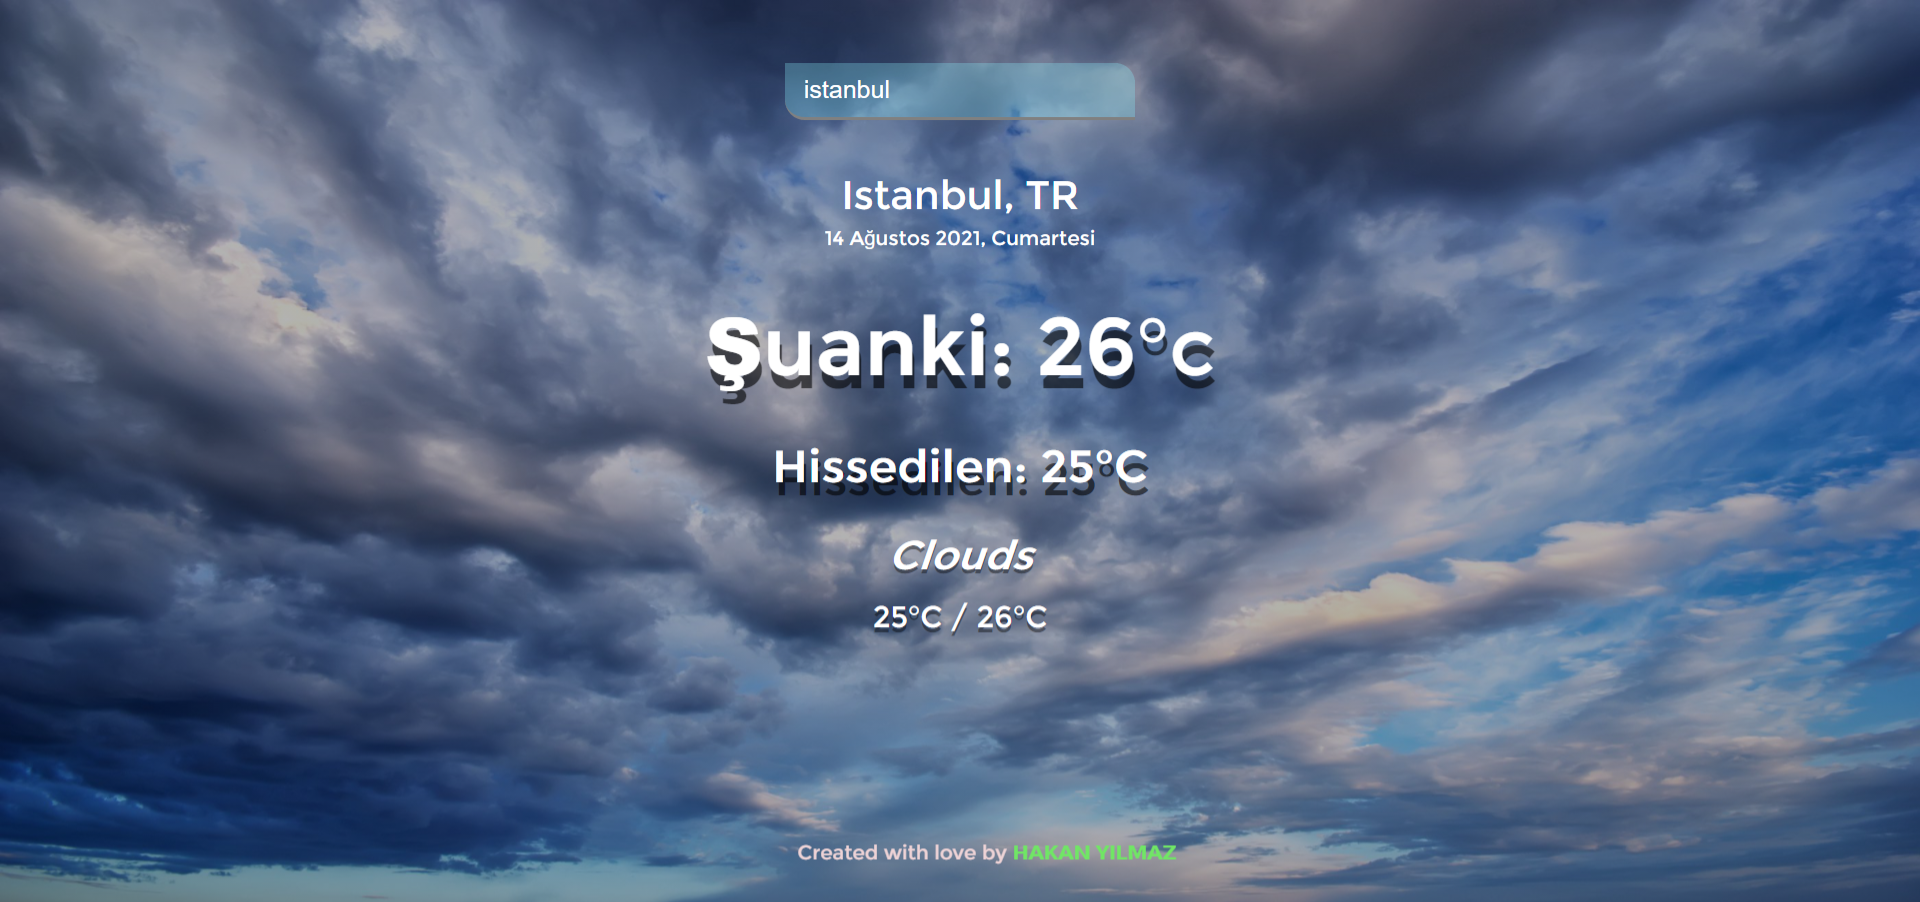 istanbul
Istanbul, TR
14 Ağustos 2021, Cumartesi
Şuanki: 26°c
Hissedilen: 25°C
Clouds
25°C / 26°C
Created with love by HAKAN YILMAZ